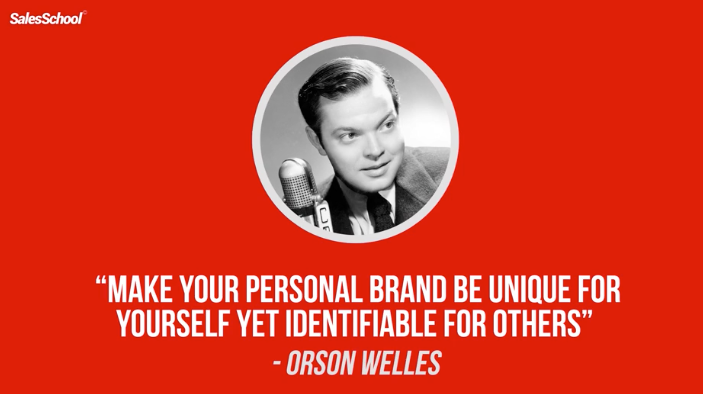 SalesSchool
“MAKE YOUR PERSONAL BRAND BE UNIQUE FOR
YOURSELF YET IDENTIFIABLE FOR OTHERS”
- ORSON WELLES